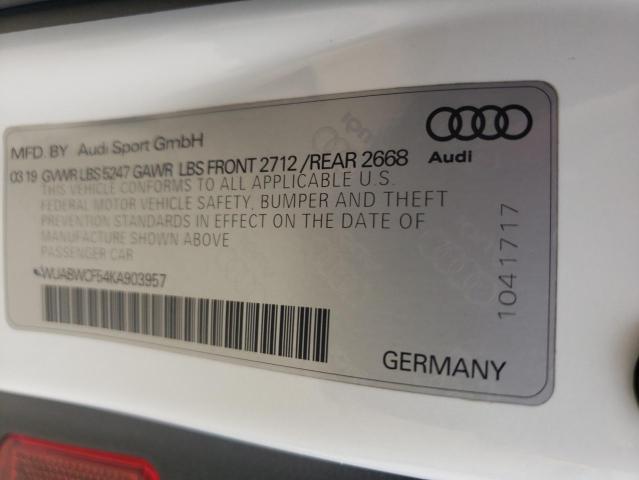 MFD. BY Audi Sport GmbH
03 19 GVWR LBS 5247 GAWR LBS FRONT 2712 /REAR 2668
THIS VEHICLE CONFORMS TO ALL APPLICABLE U.S.
FEDERAL MOTOR VEHICLE SAFETY, BUMPER AND THEFT
PREVENTION STANDARDS IN EFFECT ON THE DATE OF
MANUFACTURE SHOWN ABOVE
PASSENGER CAR
WUABWCF54KA903957
GERMANY
Audi
1041717